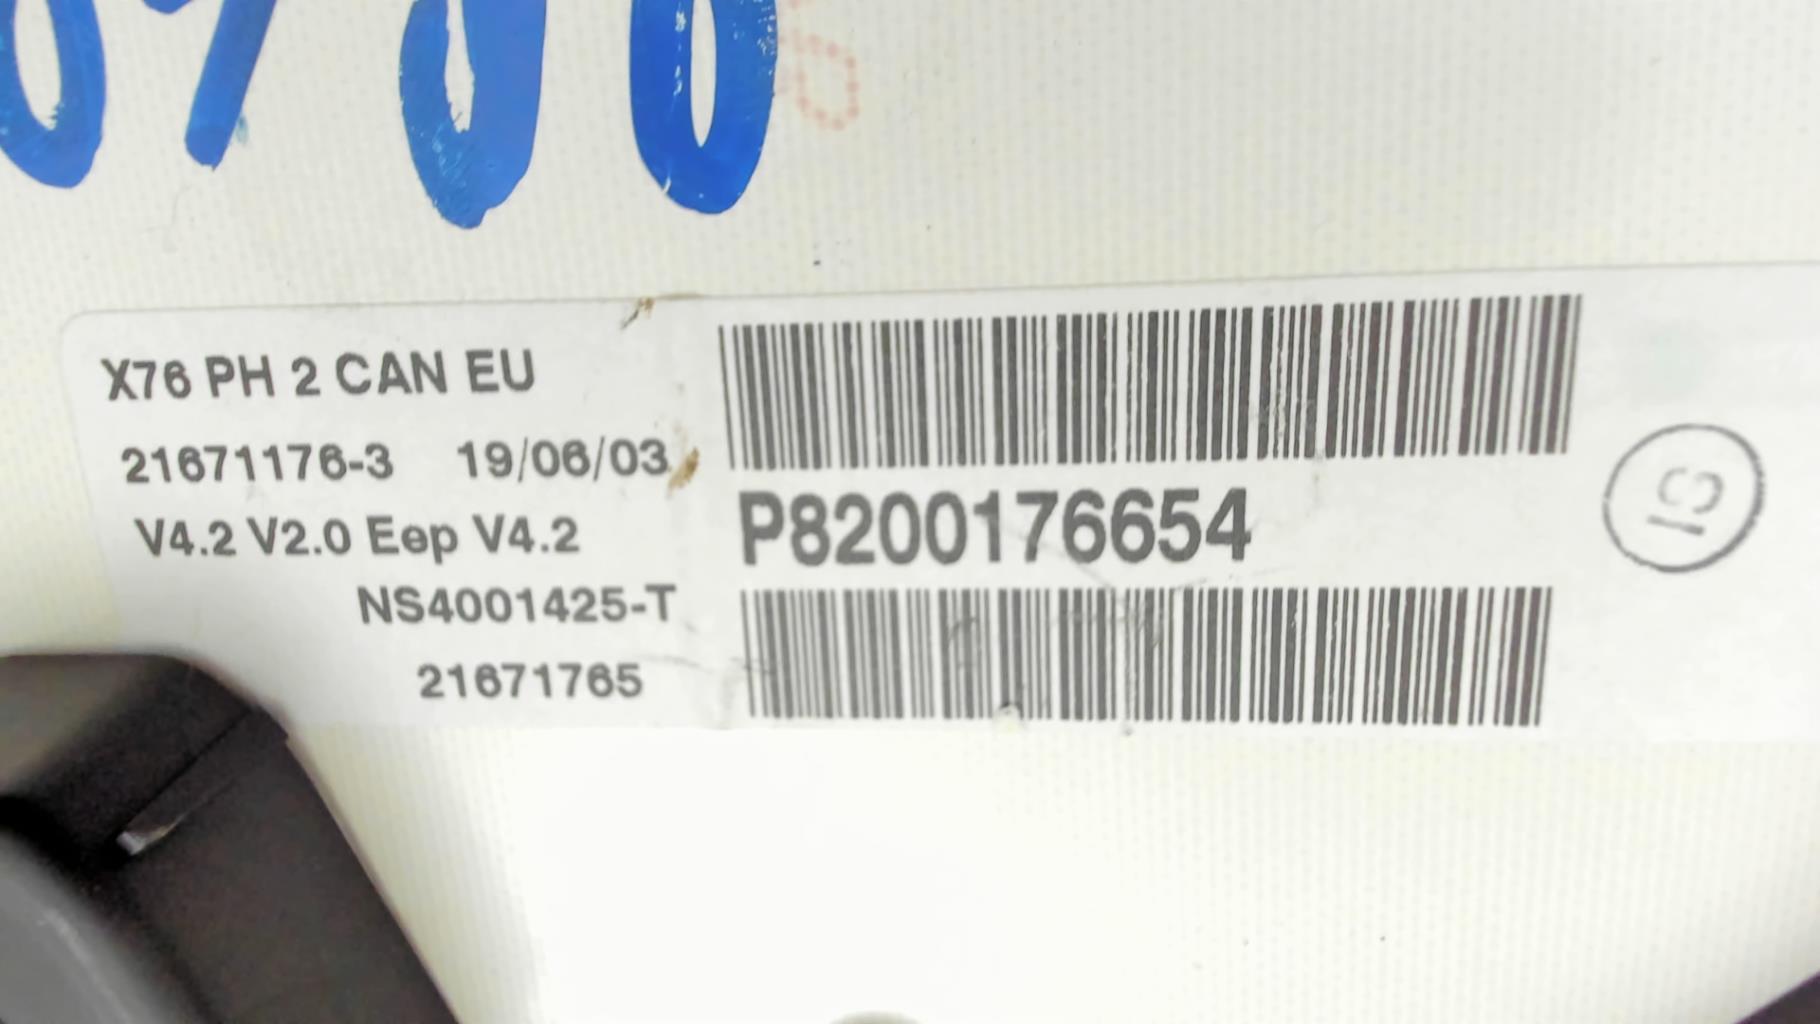 X76 PH 2 CAN EU
21671176-3 19/06/03
V4.2 V2.0 Eep V4.2
NS4001425-T
21671765
P8200176654